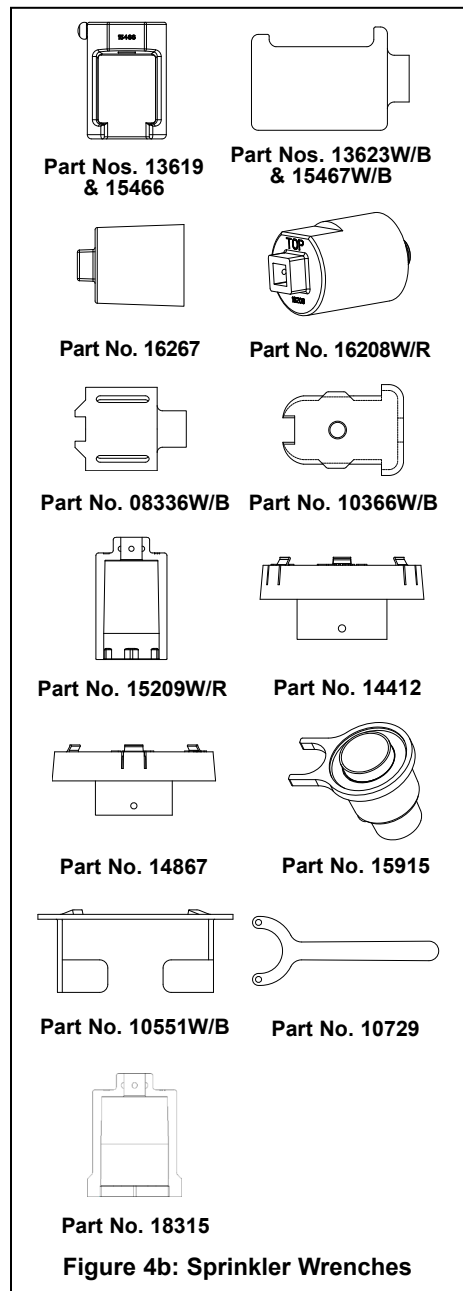 15466
Part Nos. 13619
& 15466
Part Nos. 13623W/B
& 15467W/B
Part No. 16267
TOP
16208
Part No. 16208W/R
Part No. 08336W/B
Part No. 10366W/B
Part No. 15209W/R
Part No. 14412
Part No. 14867
Part No. 15915
Part No. 10551W/B
Part No. 10729
Part No. 18315
Figure 4b: Sprinkler Wrenches